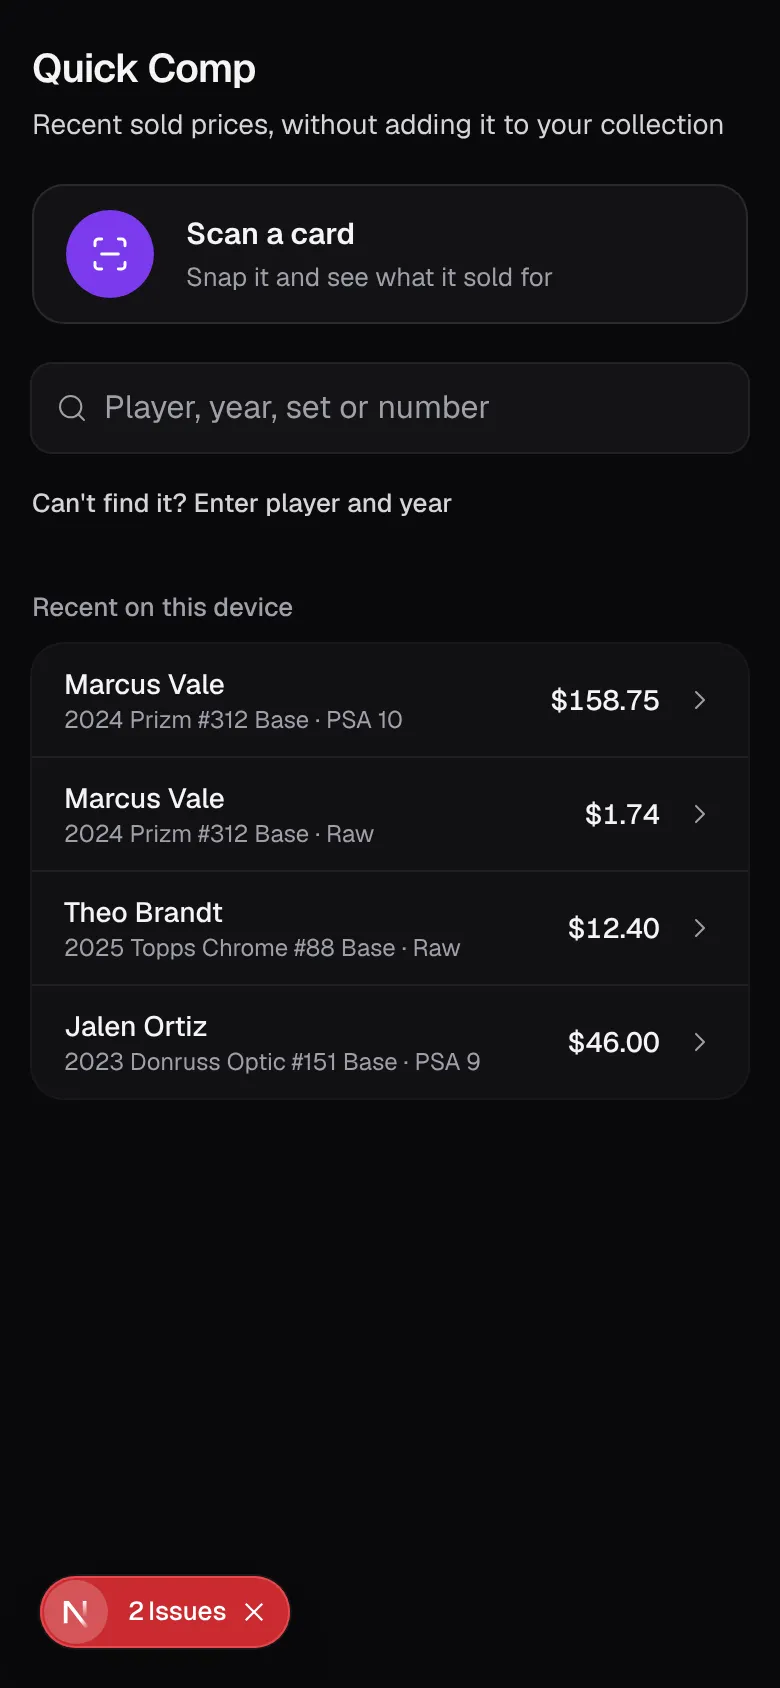 Quick Comp
Recent sold prices, without adding it to your collection
Scan a card
Snap it and see what it sold for
Player, year, set or number
Can't find it? Enter player and year
Recent on this device
Marcus Vale
2024 Prizm #312 Base · PSA 10
$158.75
Marcus Vale
2024 Prizm #312 Base · Raw
$1.74
Theo Brandt
2025 Topps Chrome #88 Base · Raw
$12.40
Jalen Ortiz
2023 Donruss Optic #151 Base · PSA 9
$46.00
N
2 Issues